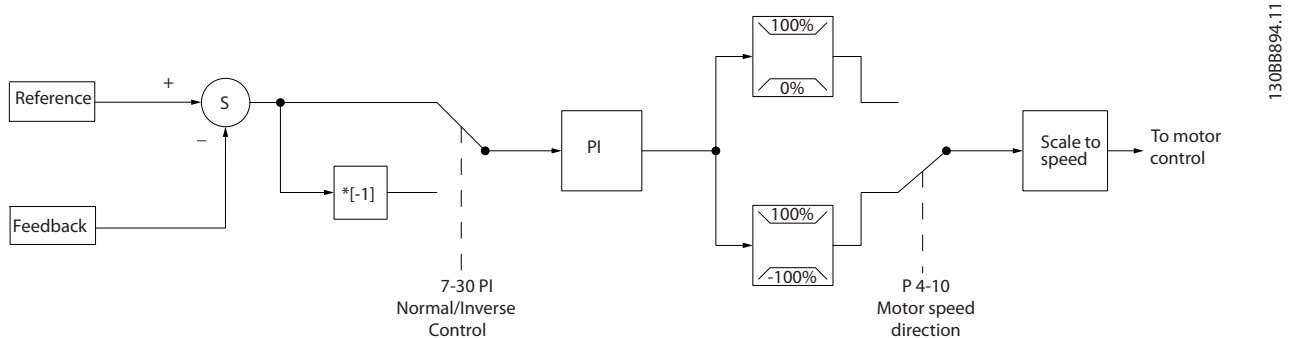 130BB894.11
100%
0%
Reference
+
S
–
*[-1]
PI
Scale to
speed
To motor
control
Feedback
100%
-100%
7-30 PI
Normal/Inverse
Control
P 4-10
Motor speed
direction